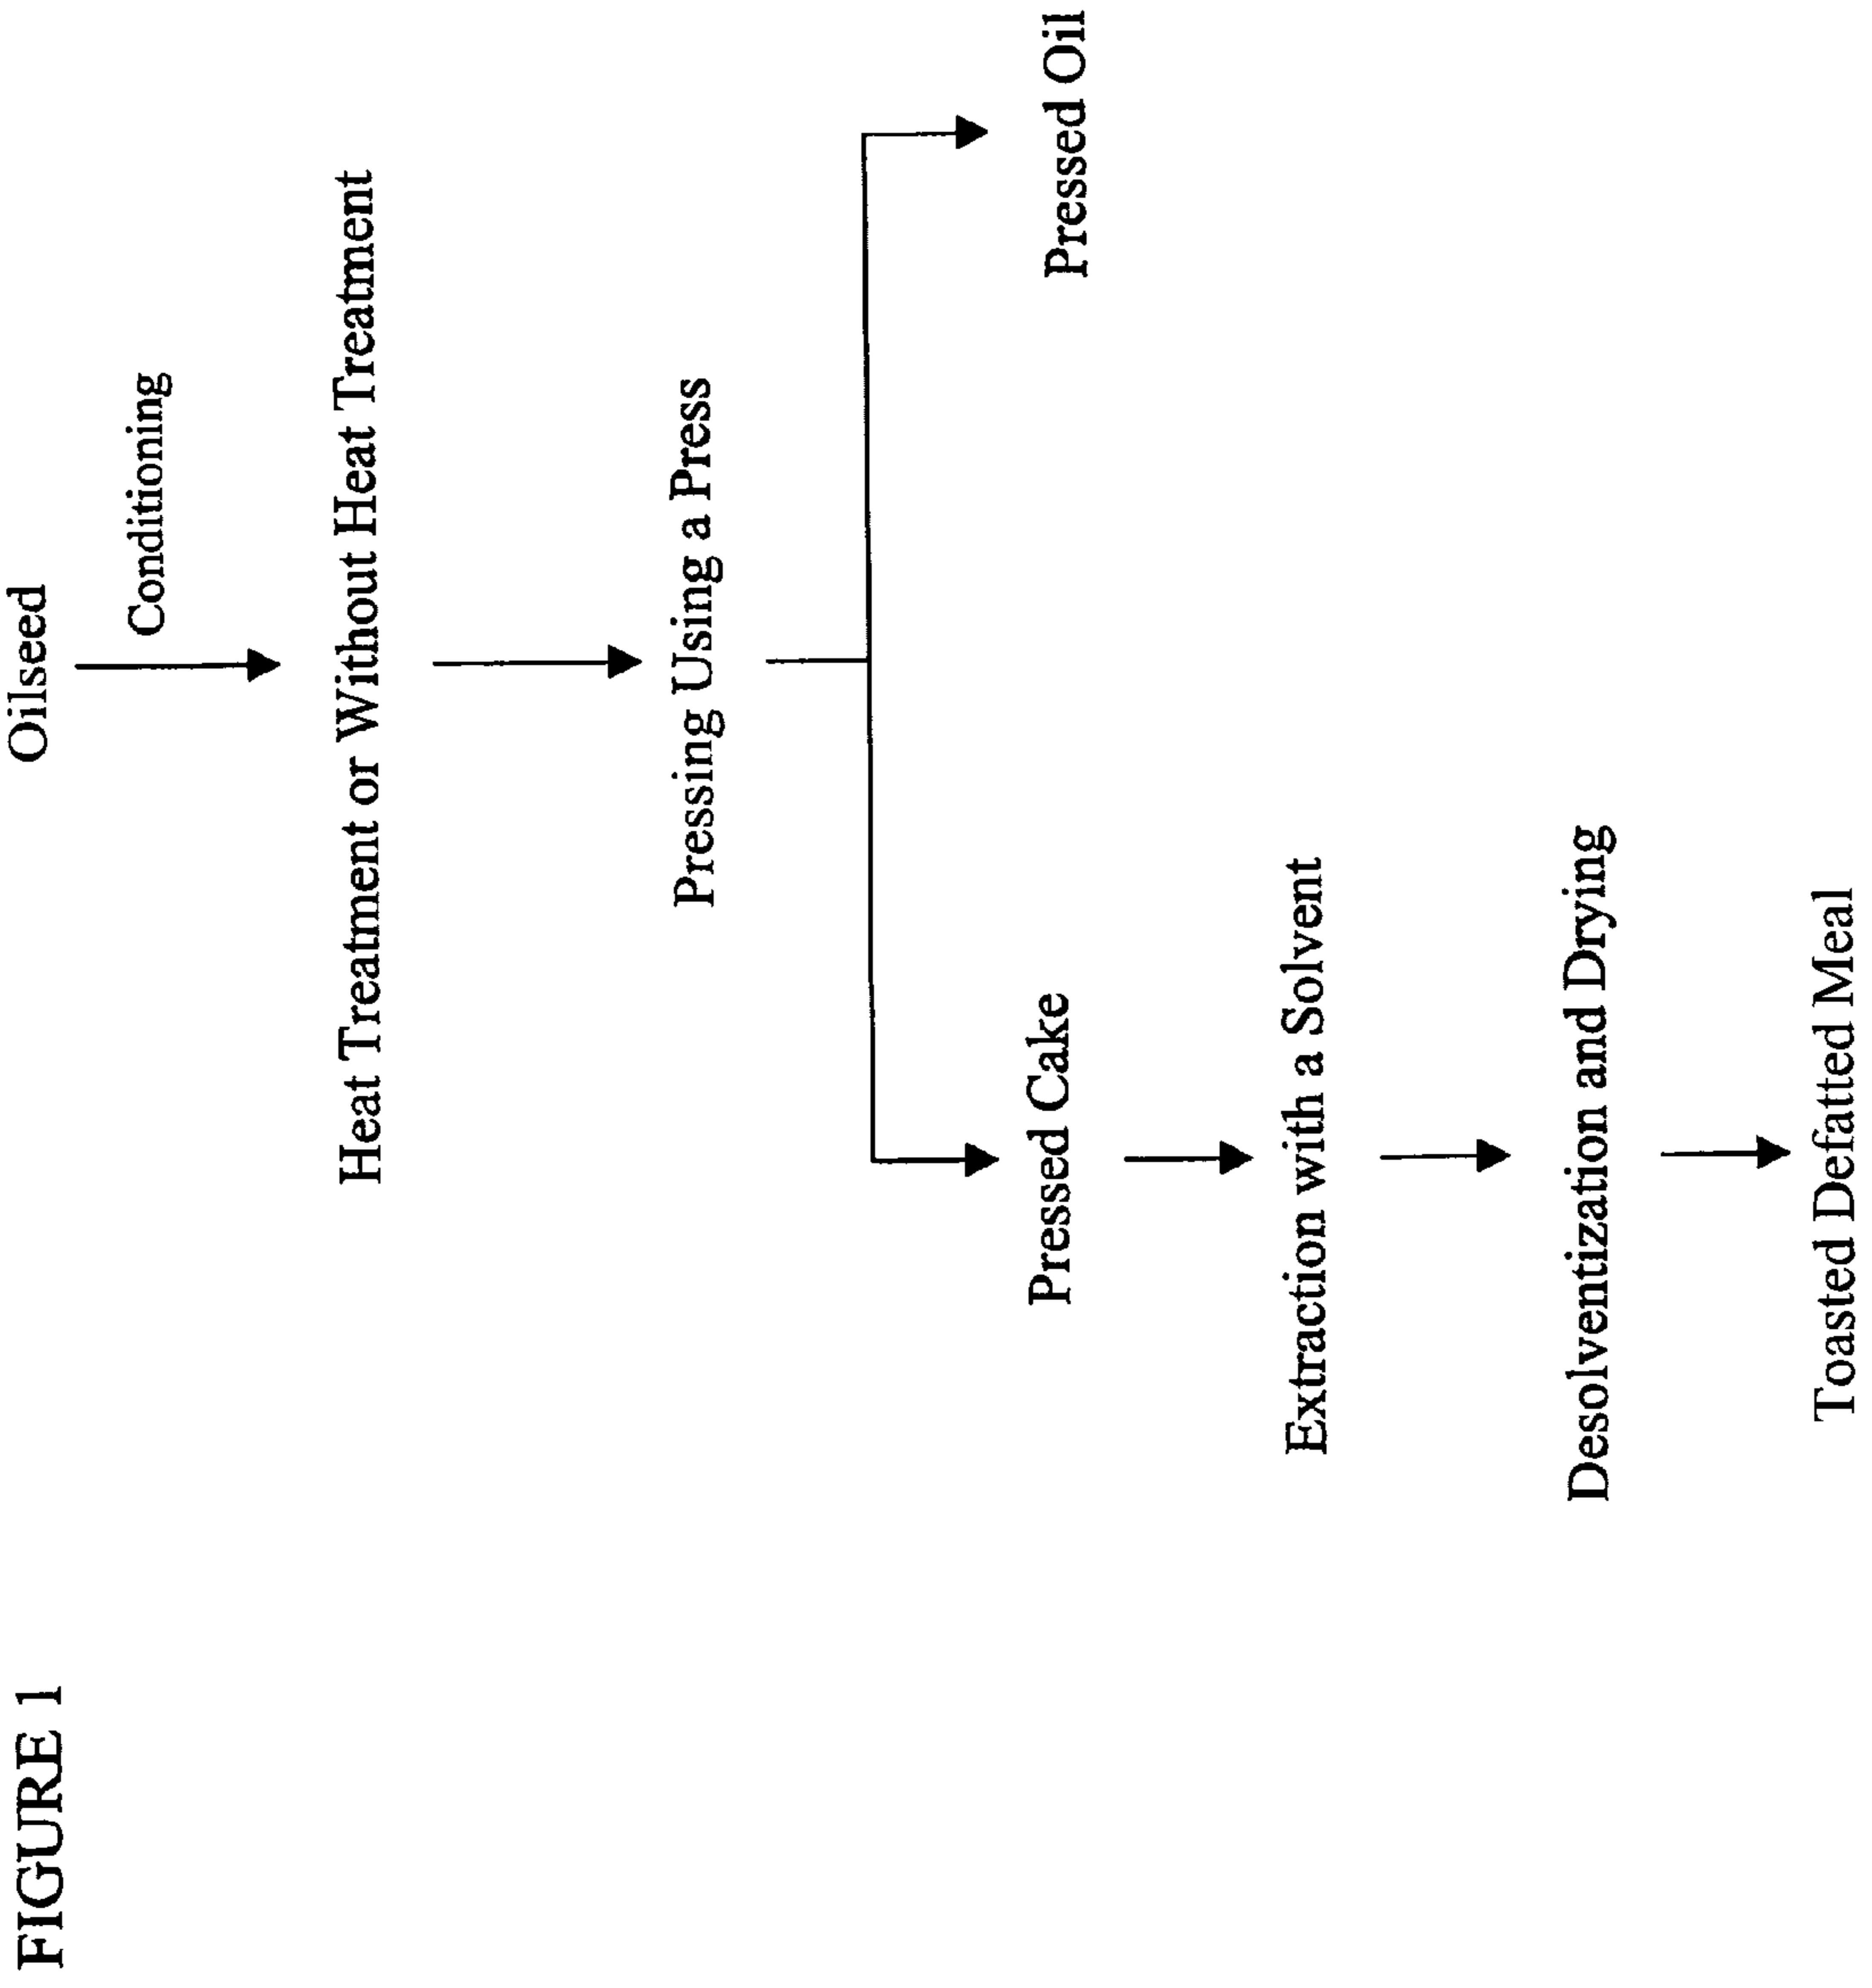 FIGURE 1
Oilseed
Conditioning
Heat Treatment or Without Heat Treatment
Pressing Using a Press
Pressed Cake
Pressed Oil
Extraction with a Solvent
Desolventization and Drying
Toasted Defatted Meal